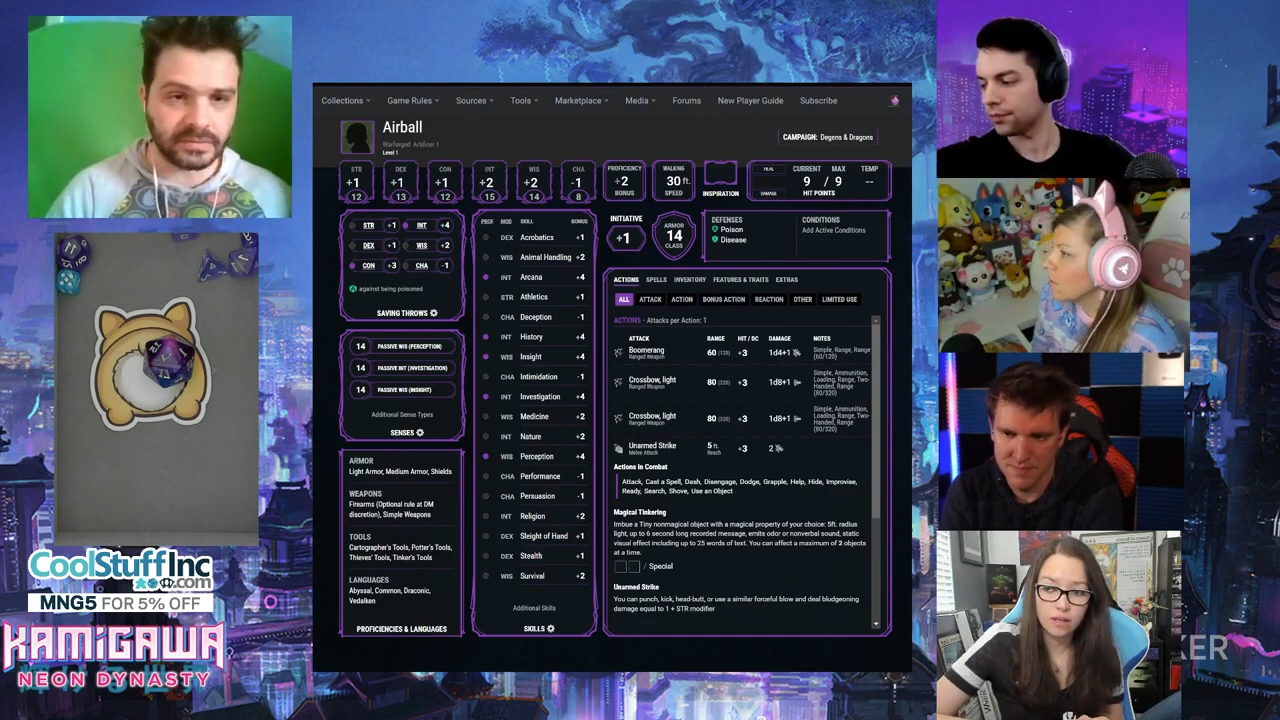 Collections
Game Rules
Sources
Tools
Marketplace
Media
Forums
New Player Guide
Subscribe
Airball
Warforged Artificer 1
Level 1
CAMPAIGN: Degens & Dragons
STR
+1
12
DEX
+1
13
CON
+1
12
INT
+2
15
WIS
+2
14
CHA
-1
8
PROFICIENCY
+2
BONUS
WALKING
30 ft.
SPEED
INSPIRATION
HEAL
DAMAGE
CURRENT MAX TEMP
9 / 9 --
HIT POINTS
STR +1 INT +4
DEX +1 WIS +2
CON +3 CHA -1
against being poisoned
SAVING THROWS
14 PASSIVE WIS (PERCEPTION)
14 PASSIVE INT (INVESTIGATION)
14 PASSIVE WIS (INSIGHT)
Additional Sense Types
SENSES
ARMOR
Light Armor, Medium Armor, Shields
WEAPONS
Firearms (Optional rule at DM
discretion), Simple Weapons
TOOLS
Cartographer's Tools, Potter's Tools,
Thieves' Tools, Tinker's Tools
LANGUAGES
Abyssal, Common, Draconic,
Vedalken
PROFICIENCIES & LANGUAGES
PROF MOD SKILL BONUS
DEX Acrobatics +1
WIS Animal Handling +2
INT Arcana +4
STR Athletics +1
CHA Deception -1
INT History +4
WIS Insight +4
CHA Intimidation -1
INT Investigation +4
WIS Medicine +2
INT Nature +2
WIS Perception +4
CHA Performance -1
CHA Persuasion -1
INT Religion +2
DEX Sleight of Hand +1
DEX Stealth +1
WIS Survival +2
Additional Skills
SKILLS
INITIATIVE
+1
ARMOR
14
CLASS
DEFENSES
Poison
Disease
CONDITIONS
Add Active Conditions
ACTIONS SPELLS INVENTORY FEATURES & TRAITS EXTRAS
ALL ATTACK ACTION BONUS ACTION REACTION OTHER LIMITED USE
ACTIONS • Attacks per Action: 1
ATTACK RANGE HIT / DC DAMAGE NOTES
Boomerang
Ranged Weapon
60 (120) +3 1d4+1
Simple, Range, Range
(60/120)
Crossbow, light
Ranged Weapon
80 (320) +3 1d8+1
Simple, Ammunition,
Loading, Range, Two-
Handed, Range
(80/320)
Crossbow, light
Ranged Weapon
80 (320) +3 1d8+1
Simple, Ammunition,
Loading, Range, Two-
Handed, Range
(80/320)
Unarmed Strike
Melee Attack
5 ft.
Reach
+3 2
Actions In Combat
Attack, Cast a Spell, Dash, Disengage, Dodge, Grapple, Help, Hide, Improvise,
Ready, Search, Shove, Use an Object
Magical Tinkering
Imbue a Tiny nonmagical object with a magical property of your choice: 5ft. radius
light, up to 6 second long recorded message, emits odor or nonverbal sound, static
visual effect including up to 25 words of text. You can affect a maximum of 2 objects
at a time.
/ Special
Unarmed Strike
You can punch, kick, head-butt, or use a similar forceful blow and deal bludgeoning
damage equal to 1 + STR modifier
CoolStuffInc
.com
MNG5 FOR 5% OFF
KAMIGAWA
NEON DYNASTY